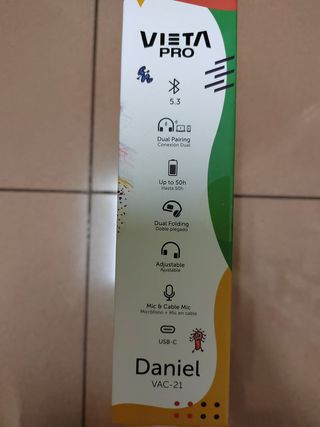 VIETA
PRO
5.3
Dual Pairing
Conexión Dual
Up to 50h
Hasta 50h
Dual Folding
Doble plegado
Adjustable
Ajustable
Mic & Cable Mic
Micrófono + Mic en cable
USB-C
Daniel
VAC-21